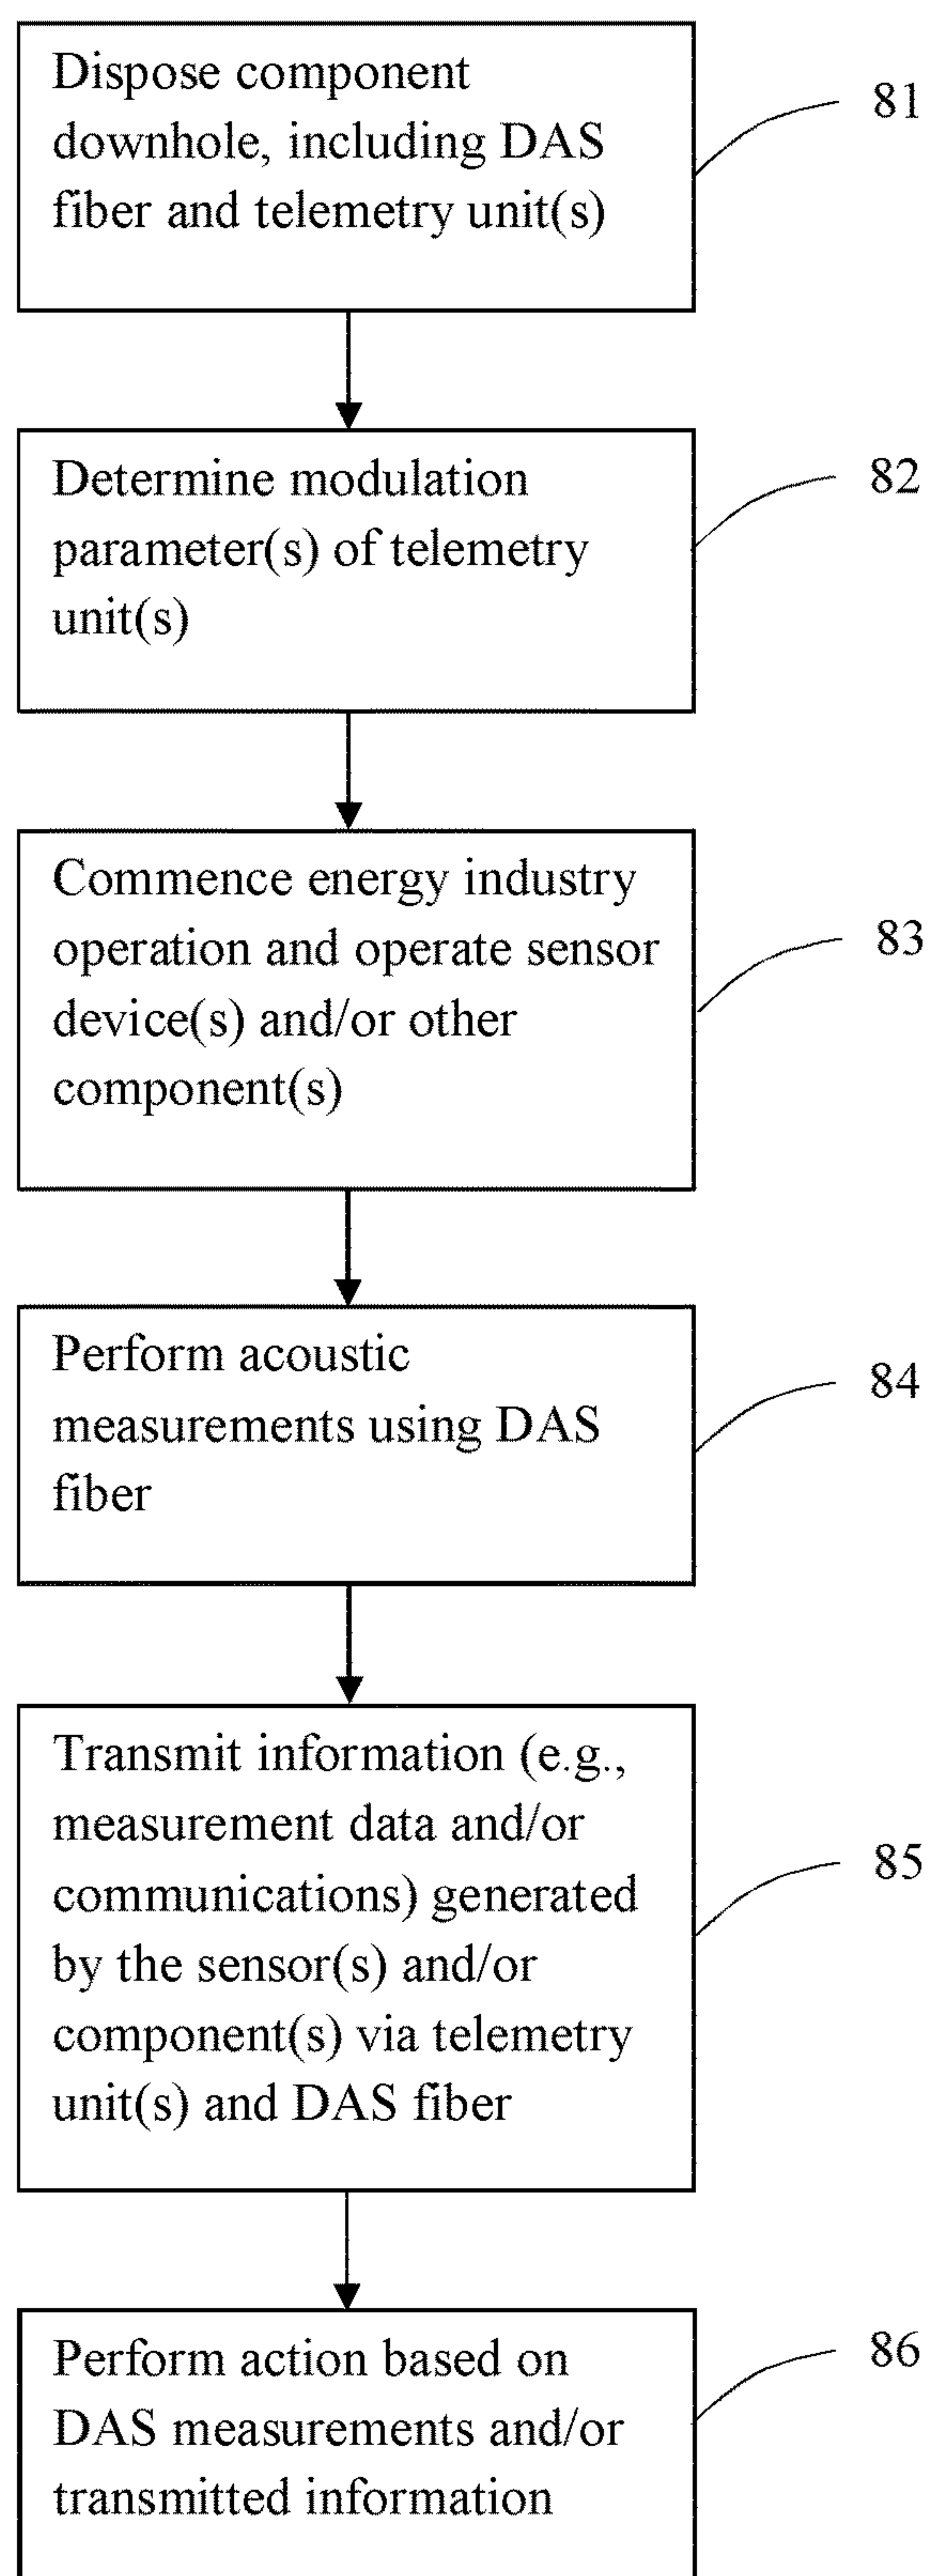 Dispose component
downhole, including DAS
fiber and telemetry unit(s)
81
Determine modulation
parameter(s) of telemetry
unit(s)
82
Commence energy industry
operation and operate sensor
device(s) and/or other
component(s)
83
Perform acoustic
measurements using DAS
fiber
84
Transmit information (e.g.,
measurement data and/or
communications) generated
by the sensor(s) and/or
component(s) via telemetry
unit(s) and DAS fiber
85
Perform action based on
DAS measurements and/or
transmitted information
86